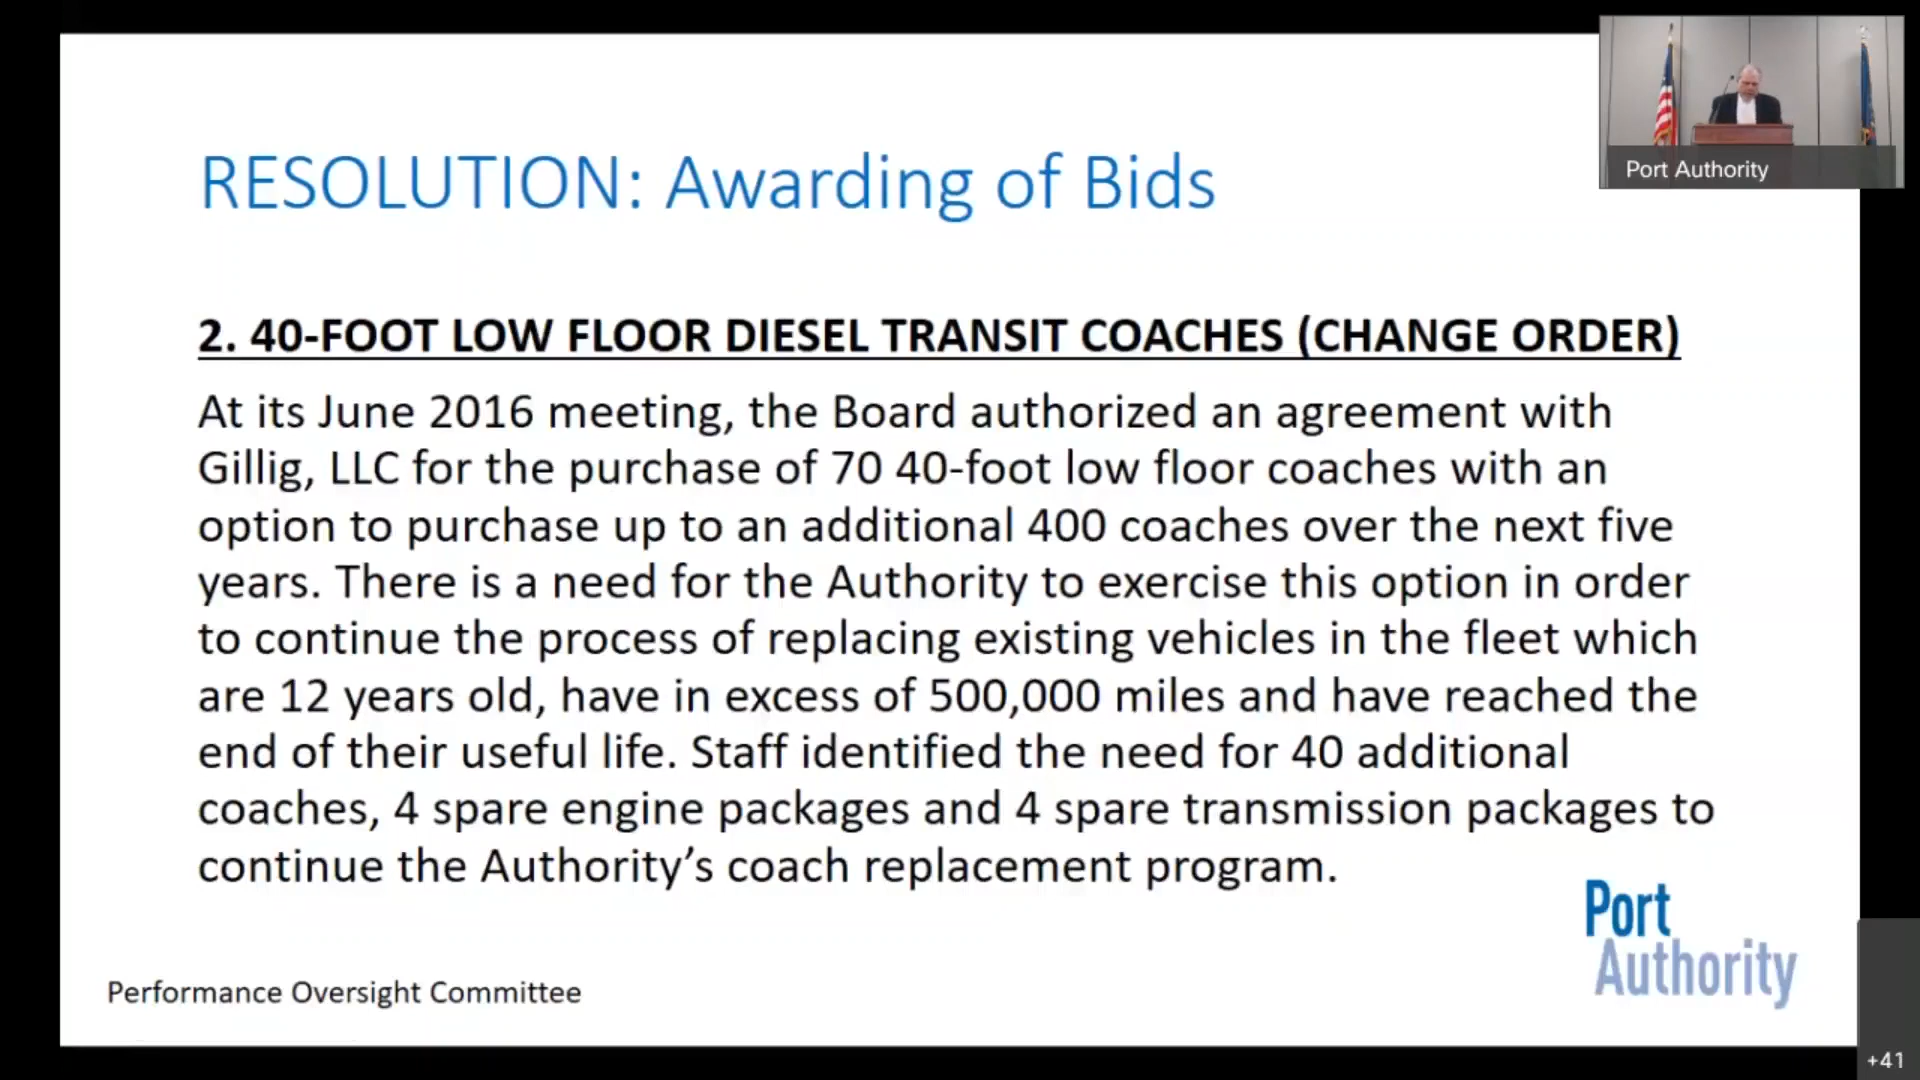 Port Authority
RESOLUTION: Awarding of Bids
2. 40-FOOT LOW FLOOR DIESEL TRANSIT COACHES (CHANGE ORDER)
At its June 2016 meeting, the Board authorized an agreement with
Gillig, LLC for the purchase of 70 40-foot low floor coaches with an
option to purchase up to an additional 400 coaches over the next five
years. There is a need for the Authority to exercise this option in order
to continue the process of replacing existing vehicles in the fleet which
are 12 years old, have in excess of 500,000 miles and have reached the
end of their useful life. Staff identified the need for 40 additional
coaches, 4 spare engine packages and 4 spare transmission packages to
continue the Authority’s coach replacement program.
Port
Authority
Performance Oversight Committee
+41